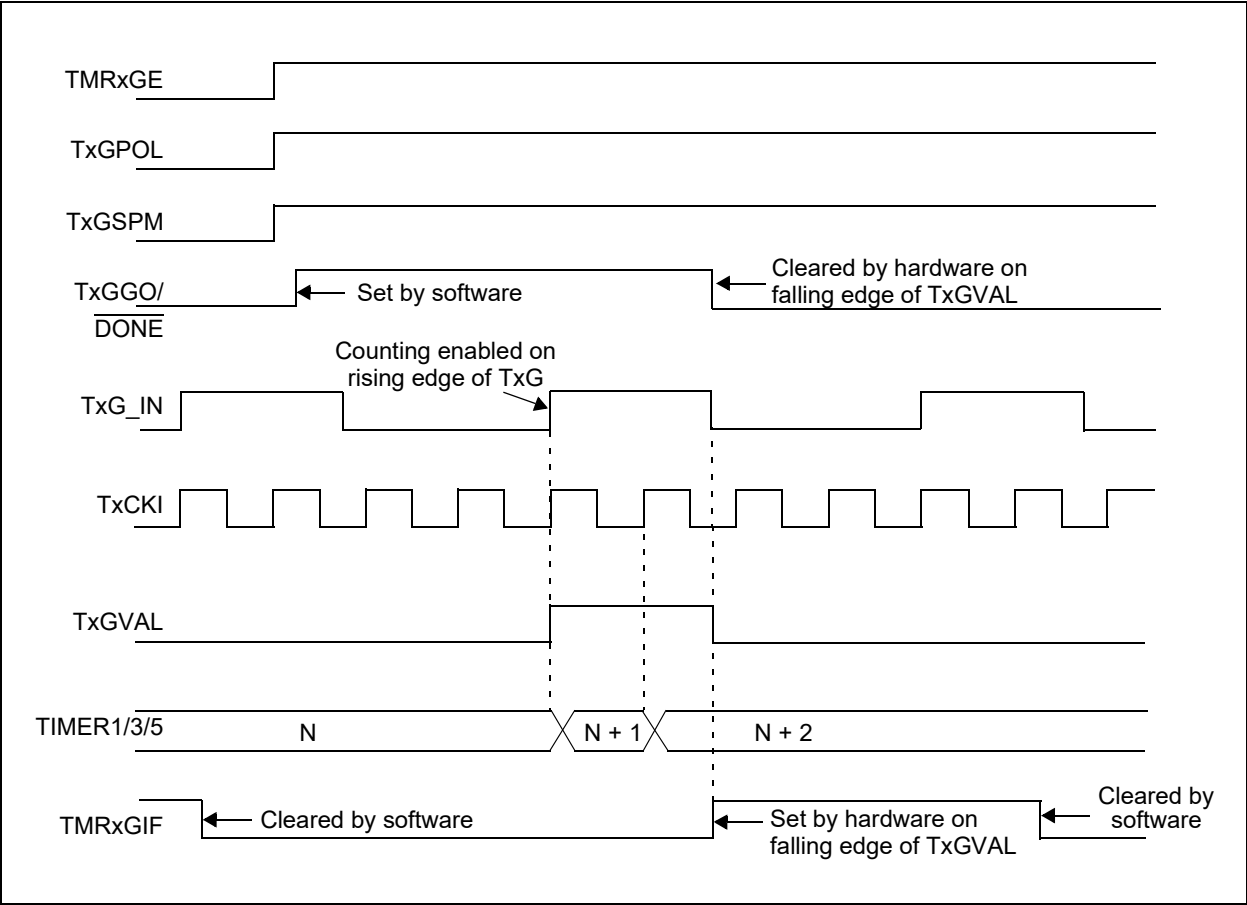 TMRxGE
TxGPOL
TxGSPM
TxGGO/
DONE
Set by software
Cleared by hardware on
falling edge of TxGVAL
Counting enabled on
rising edge of TxG
TxG_IN
TxCKI
TxGVAL
TIMER1/3/5
N
N + 1
N + 2
TMRxGIF
Cleared by software
Set by hardware on
falling edge of TxGVAL
Cleared by
software